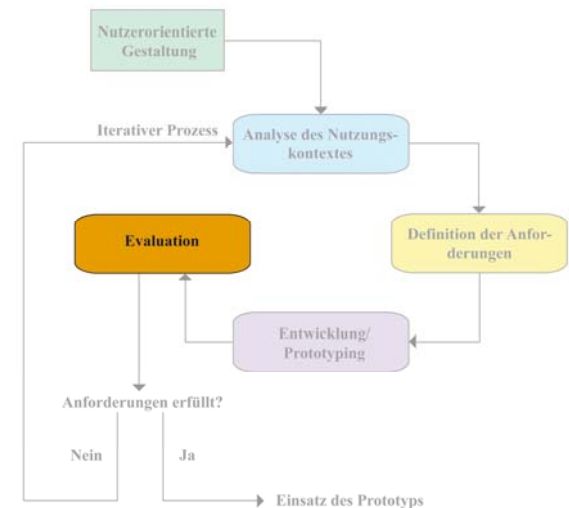 Nutzerorientierte
Gestaltung
Iterativer Prozess
Analyse des Nutzungs-
kontextes
Evaluation
Definition der Anfor-
derungen
Entwicklung/
Prototyping
Anforderungen erfüllt?
Nein
Ja
Einsatz des Prototyps